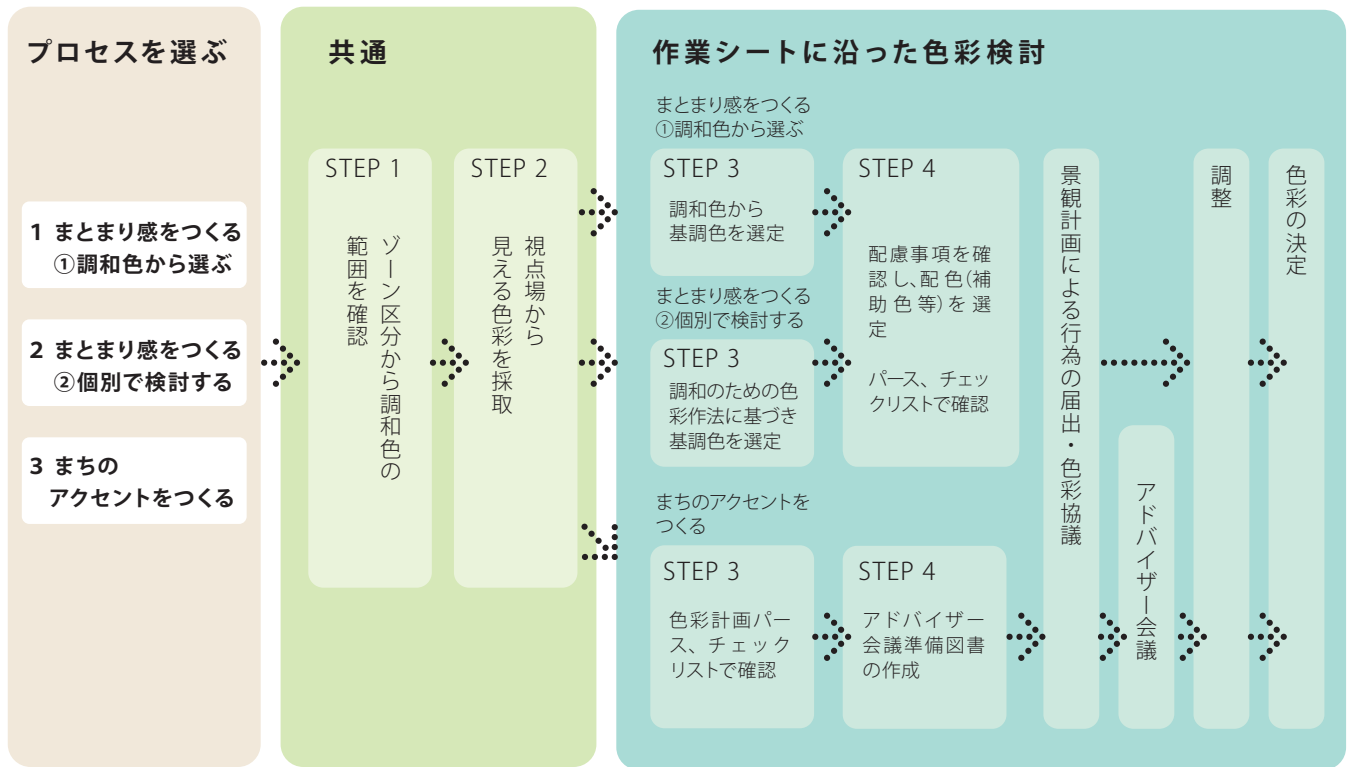 プロセスを選ぶ
1 まとまり感をつくる
①調和色から選ぶ
2 まとまり感をつくる
②個別で検討する
3 まちの
アクセントをつくる
共通
STEP 1
ゾーン区分から調和色の
範囲を確認
STEP 2
視点場から
見える色彩を採取
作業シートに沿った色彩検討
まとまり感をつくる
①調和色から選ぶ
STEP 3
調和色から
基調色を選定
まとまり感をつくる
②個別で検討する
STEP 3
調和のための色
彩作法に基づき
基調色を選定
STEP 4
配慮事項を確
認し、配色(補
助色等)を選
定
パース、チェッ
クリストで確認
まちのアクセントを
つくる
STEP 3
色彩計画パー
ス、チェック
リストで確認
STEP 4
アドバイザー
会議準備図書
の作成
景観計画による行為の届出・色彩協議
アドバイザー会議
調整
色彩の決定